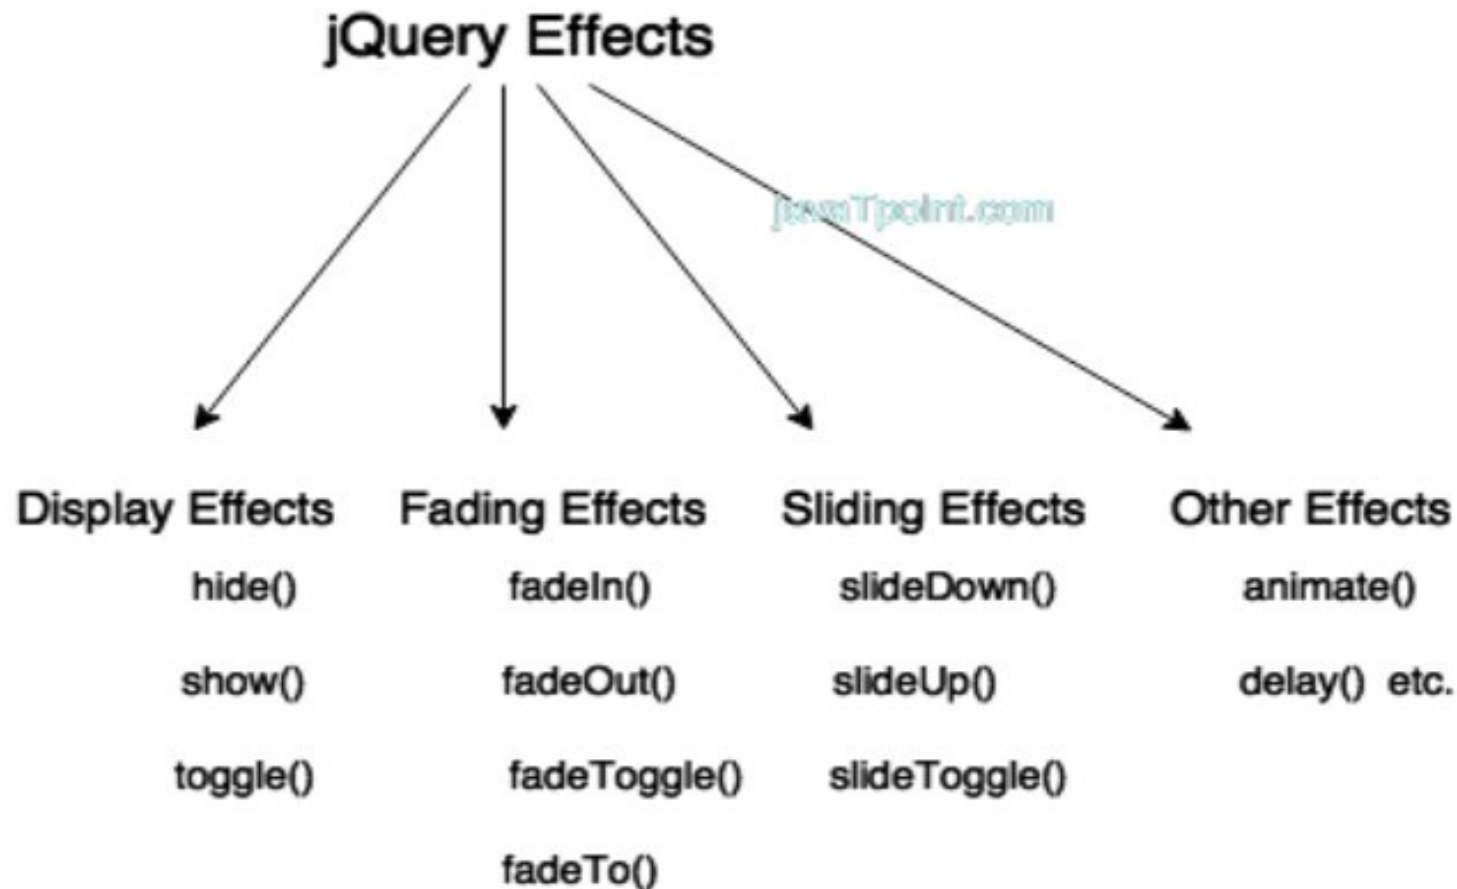 jQuery Effects
javaTpoint.com
Display Effects Fading Effects Sliding Effects Other Effects
hide() fadeIn() slideDown() animate()
show() fadeOut() slideUp() delay() etc.
toggle() fadeToggle() slideToggle()
fadeTo()